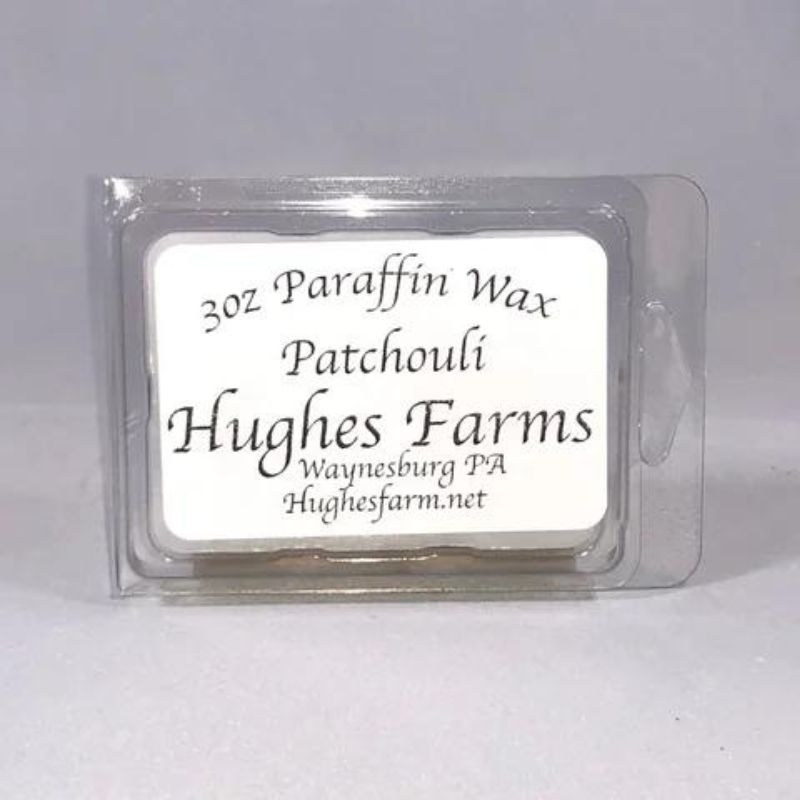 3oz Paraffin Wax
Patchouli
Hughes Farms
Waynesburg PA
Hughesfarm.net